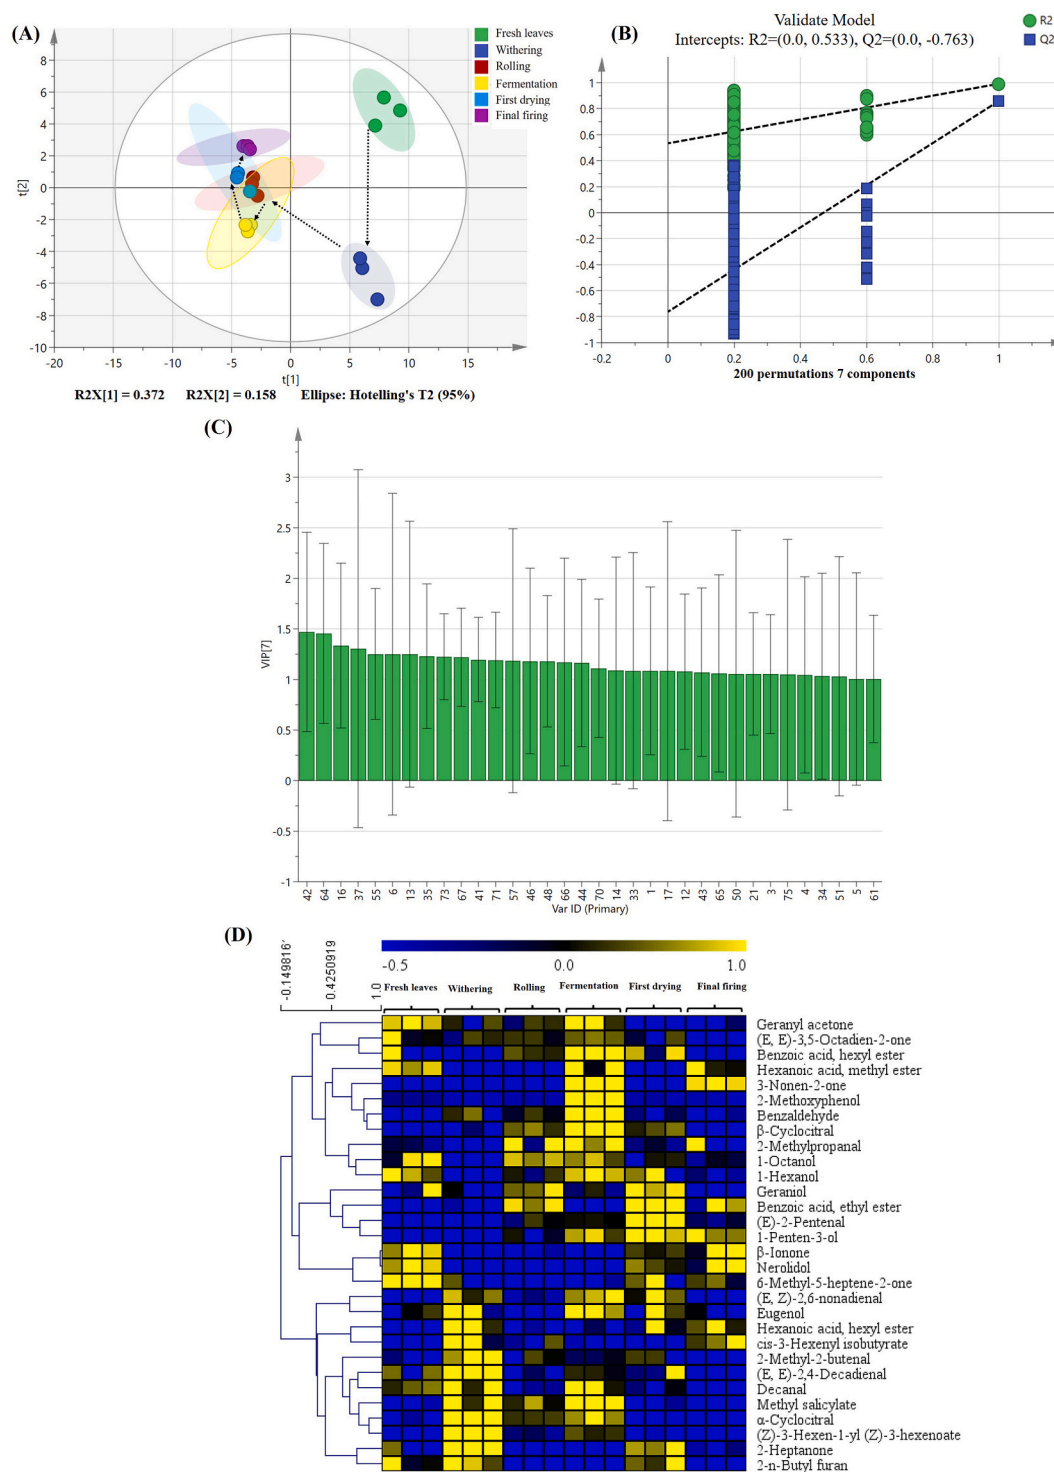 (A)
Fresh leaves
Withering
Rolling
Fermentation
First drying
Final firing
8
6
4
2
0
-2
-4
-6
-8
-10
t[2]
-20
-15
-10
-5
0
5
10
15
t[1]
R2X[1] = 0.372 R2X[2] = 0.158 Ellipse: Hotelling's T2 (95%)
(B)
Validate Model
Intercepts: R2=(0.0, 0.533), Q2=(0.0, -0.763)
R2
Q2
1
0.8
0.6
0.4
0.2
0
-0.2
-0.4
-0.6
-0.8
-1
-0.2
0
0.2
0.4
0.6
0.8
1
200 permutations 7 components
(C)
VIP[7]
3
2.5
2
1.5
1
0.5
0
-0.5
-1
42 64 16 37 55 6 13 35 73 67 41 71 57 46 48 66 44 70 14 33 1 17 12 43 65 50 21 3 75 4 34 51 5 61
Var ID (Primary)
(D)
-0.5 0.0 1.0
0.4250919
1.0
Fresh leaves Withering Rolling Fermentation First drying Final firing
Geranyl acetone
(E, E)-3,5-Octadien-2-one
Benzoic acid, hexyl ester
Hexanoic acid, methyl ester
3-Nonen-2-one
2-Methoxyphenol
Benzaldehyde
β-Cyclocitral
2-Methylpropanal
1-Octanol
1-Hexanol
Geraniol
Benzoic acid, ethyl ester
(E)-2-Pentenal
1-Penten-3-ol
β-Ionone
Nerolidol
6-Methyl-5-heptene-2-one
(E, Z)-2,6-nonadienal
Eugenol
Hexanoic acid, hexyl ester
cis-3-Hexenyl isobutyrate
2-Methyl-2-butenal
(E, E)-2,4-Decadienal
Decanal
Methyl salicylate
α-Cyclocitral
(Z)-3-Hexen-1-yl (Z)-3-hexenoate
2-Heptanone
2-n-Butyl furan